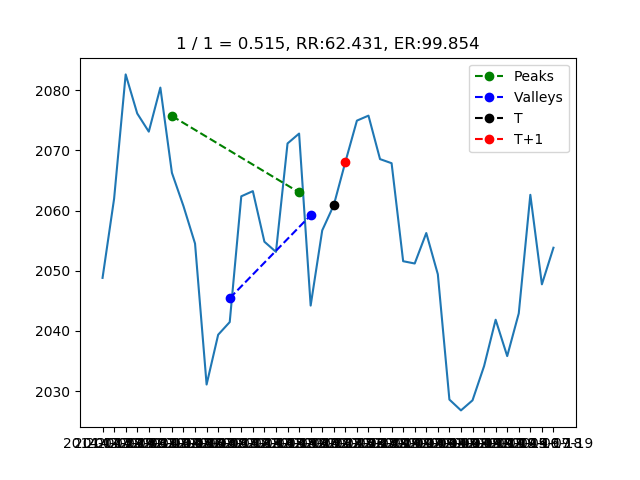 1 / 1 = 0.515, RR:62.431, ER:99.854
Peaks
Valleys
T
T+1
2080
2070
2060
2050
2040
2030